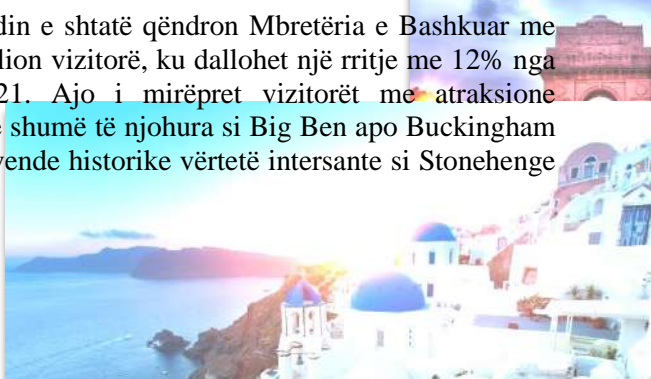 din e shtatë qëndron Mbretëria e Bashkuar me
lion vizitorë, ku dallohet një rritje me 12% nga
21. Ajo i mirëpret vizitorët me atraksione
shumë të njohura si Big Ben apo Buckingham
vende historike vërtetë intersante si Stonehenge